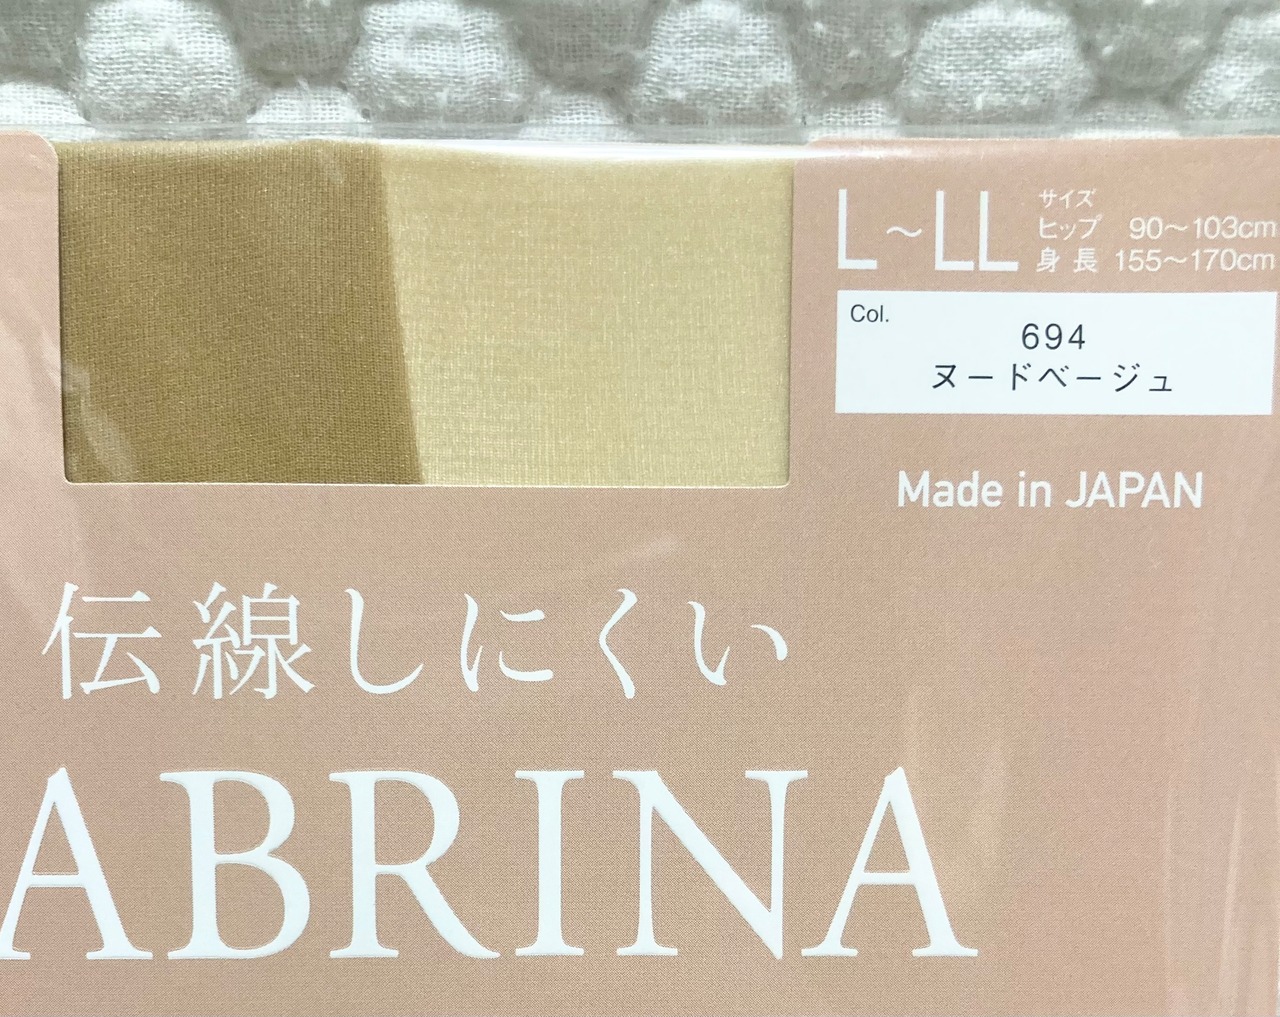 L~LL
サイズ
ヒップ 90~103cm
身長 155~170cm
Col.
694
ヌードベージュ
Made in JAPAN
伝線しにくい
ABRINA